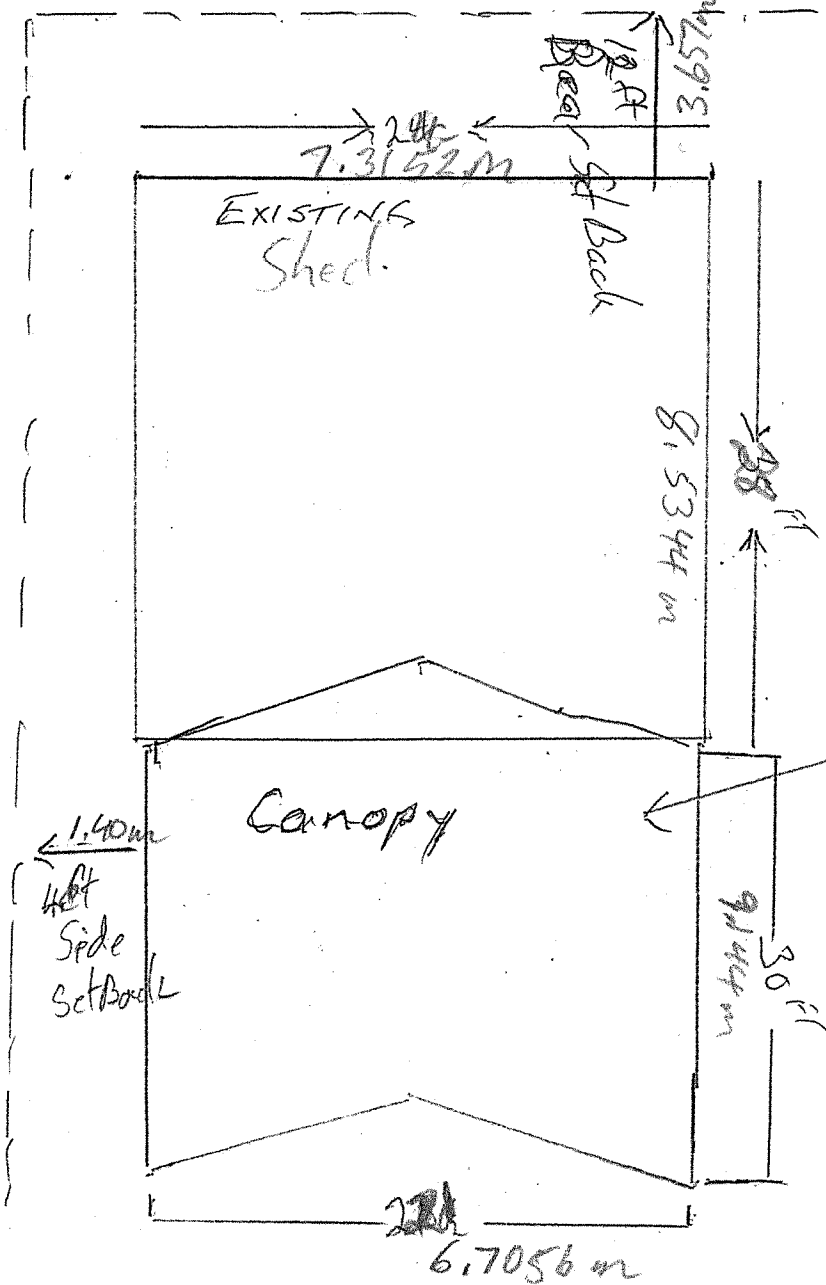 3.657m
12 ft
Rear Set Back
24ft
7.3152m
EXISTING
Shed.
28 FT
8.5344 m
Canopy
1.40m
Side
SetBack
30 FT
9.144m
22ft
6.7056 m